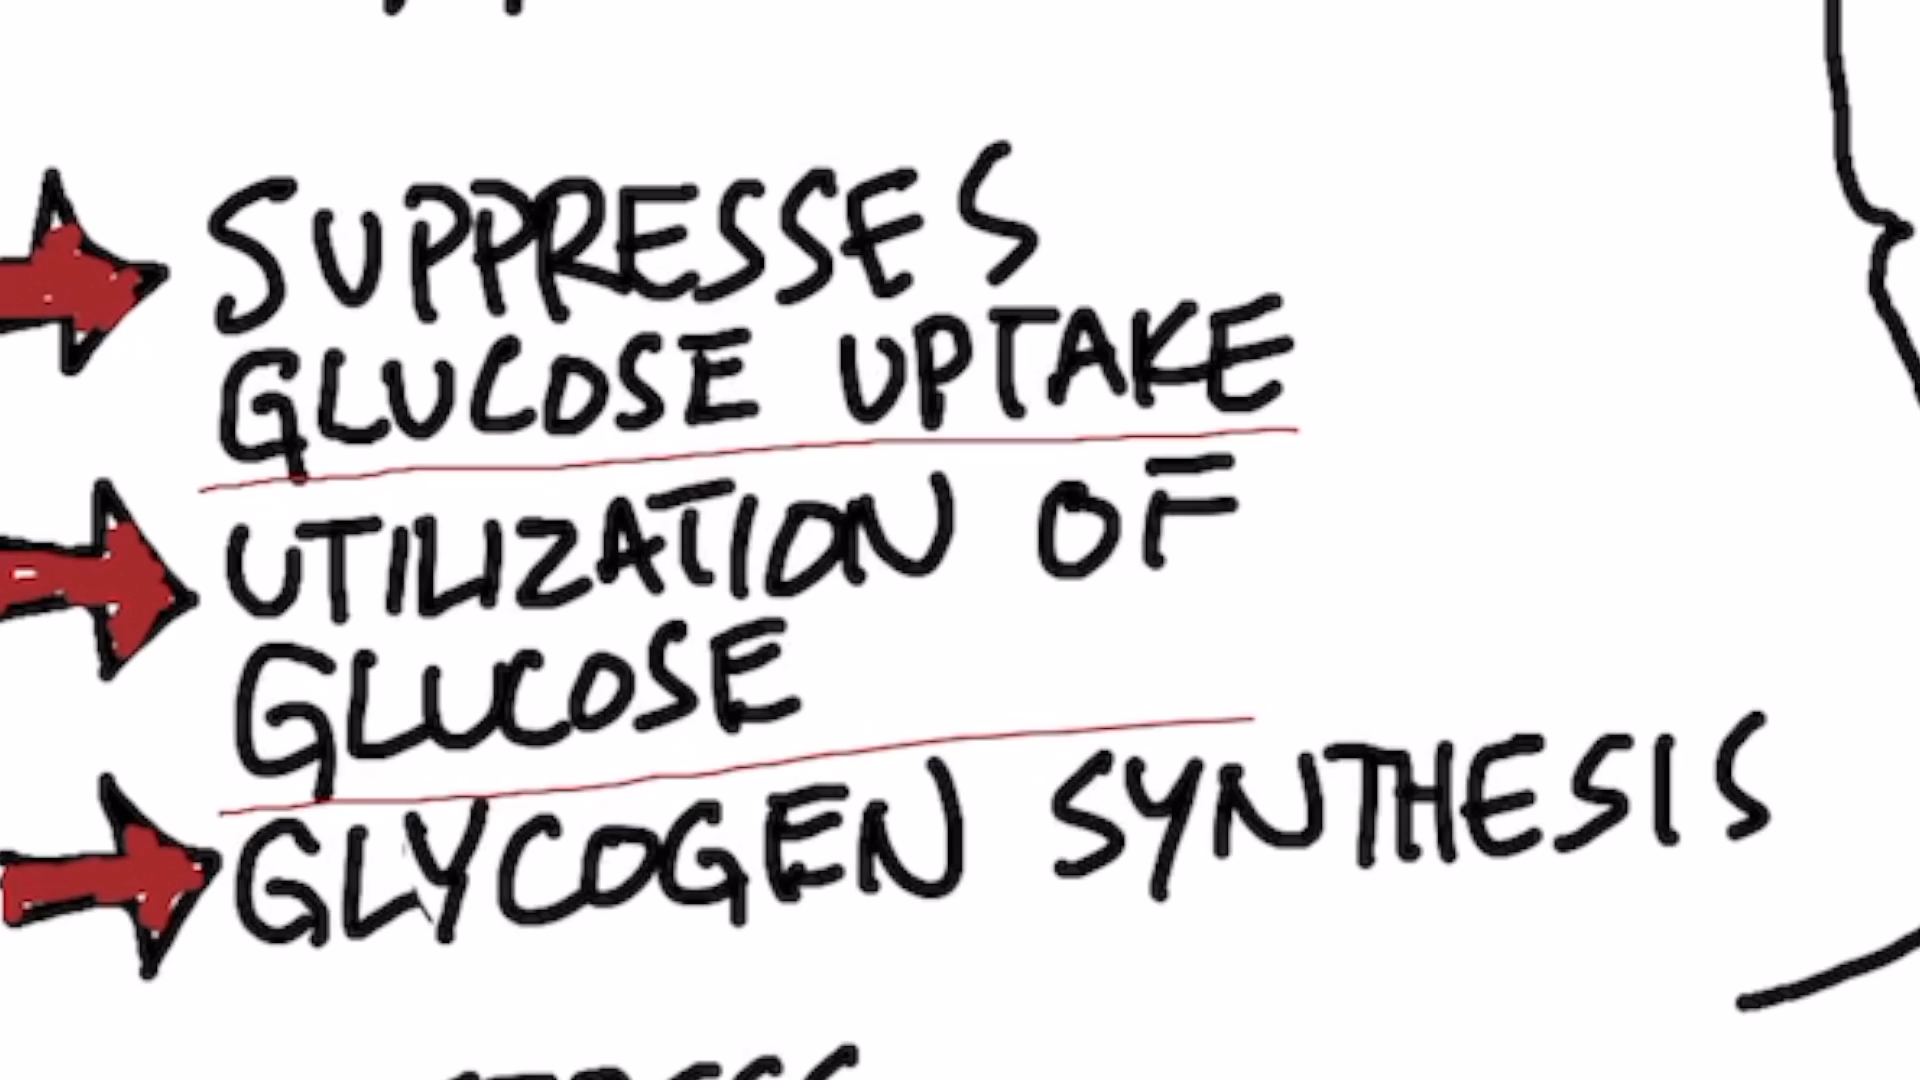 SUPPRESSES
GLUCOSE UPTAKE
UTILIZATION OF
GLUCOSE
GLYCOGEN SYNTHESIS